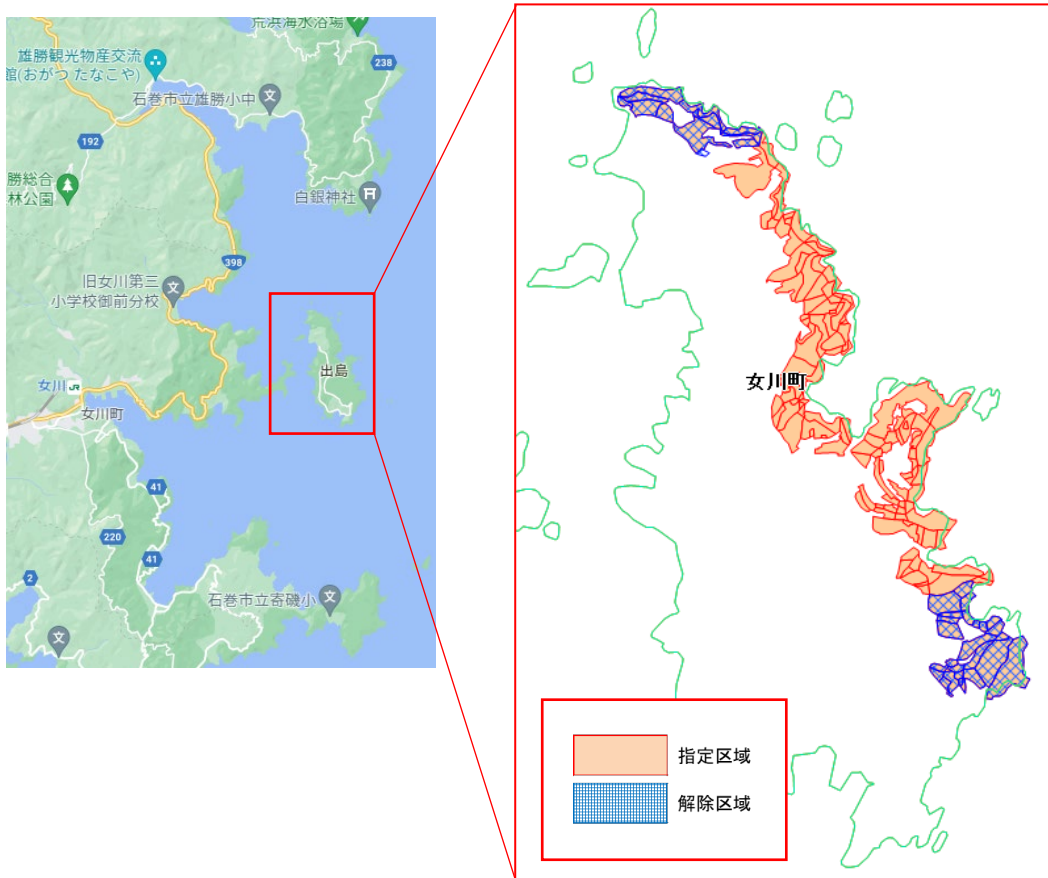 荒浜海水浴場
雄勝観光物産交流
館(おがつ たなこや)
238
石巻市立雄勝小中
192
勝総合
林公園
白銀神社
398
旧女川第三
小学校御前分校
出島
女川
JR
女川町
41
220
41
2
石巻市立寄磯小
女川町
指定区域
解除区域